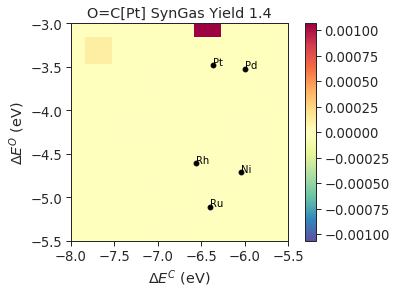 O=C[Pt] SynGas Yield 1.4
−3.0
−3.5
−4.0
−4.5
−5.0
−5.5
ΔE^O (eV)
Pt
Pd
Rh
Ni
Ru
−8.0 −7.5 −7.0 −6.5 −6.0 −5.5
ΔE^C (eV)
0.00100
0.00075
0.00050
0.00025
0.00000
−0.00025
−0.00050
−0.00075
−0.00100